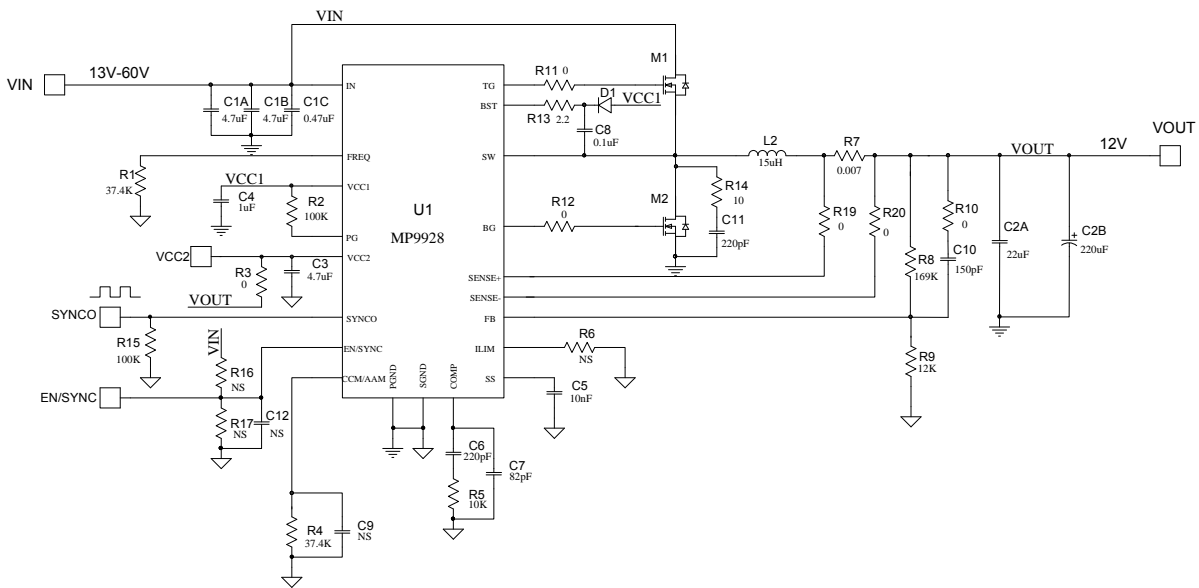 VIN
13V-60V
VIN
C1A
4.7uF
C1B
4.7uF
C1C
0.47uF
IN
TG
BST
R11 0
M1
D1
VCC1
R13 2.2
C8
0.1uF
FREQ
SW
L2
15uH
R7
0.007
VOUT
12V
VOUT
R1
37.4K
VCC1
C4
1uF
R2
100K
VCC1
PG
U1
MP9928
R12
0
BG
M2
R14
10
C11
220pF
R19
0
R20
0
R8
169K
R10
0
C10
150pF
C2A
22uF
+
C2B
220uF
VCC2
VCC2
R3
0
C3
4.7uF
VOUT
SENSE+
SENSE-
SYNCO
SYNCO
FB
R15
100K
VIN
EN/SYNC
ILIM
R6
NS
R9
12K
R16
NS
CCM/AAM
PGND
SGND
COMP
SS
C5
10nF
EN/SYNC
R17
NS
C12
NS
C6
220pF
C7
82pF
R5
10K
R4
37.4K
C9
NS